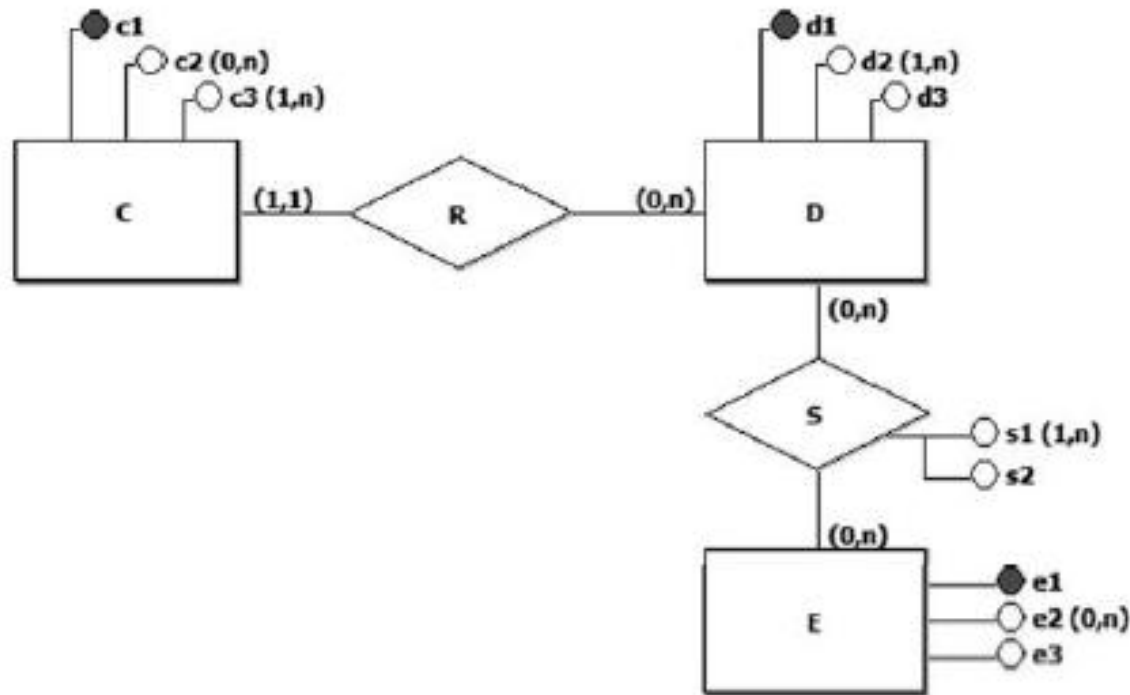 c1
c2 (0,n)
c3 (1,n)
d1
d2 (1,n)
d3
C
(1,1)
R
(0,n)
D
(0,n)
S
s1 (1,n)
s2
(0,n)
E
e1
e2 (0,n)
e3